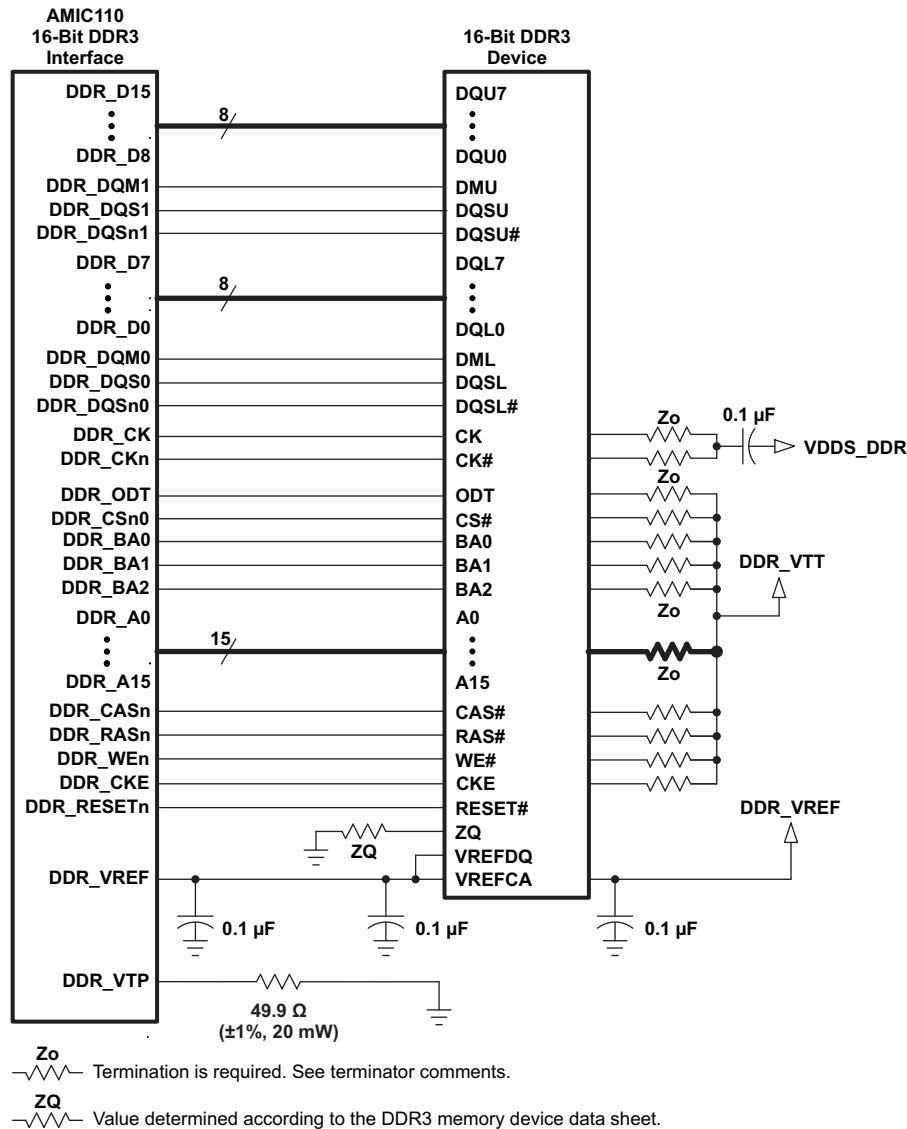 AMIC110
16-Bit DDR3
Interface
16-Bit DDR3
Device
DDR_D15
8
DQU7
DDR_D8
DQU0
DDR_DQM1
DMU
DDR_DQS1
DQSU
DDR_DQSn1
DQSU#
DDR_D7
8
DQL7
DDR_D0
DQL0
DDR_DQM0
DML
DDR_DQS0
DQSL
DDR_DQSn0
DQSL#
Zo
0.1 µF
DDR_CK
CK
VDDS_DDR
DDR_CKn
CK#
Zo
DDR_ODT
ODT
DDR_CSn0
CS#
DDR_BA0
BA0
DDR_BA1
BA1
DDR_VTT
DDR_BA2
BA2
Zo
DDR_A0
A0
15
Zo
DDR_A15
A15
DDR_CASn
CAS#
DDR_RASn
RAS#
DDR_WEn
WE#
DDR_CKE
CKE
DDR_RESETn
RESET#
DDR_VREF
ZQ
ZQ
VREFDQ
DDR_VREF
VREFCA
0.1 µF
0.1 µF
0.1 µF
DDR_VTP
49.9 Ω
(±1%, 20 mW)
Zo
Termination is required. See terminator comments.
ZQ
Value determined according to the DDR3 memory device data sheet.